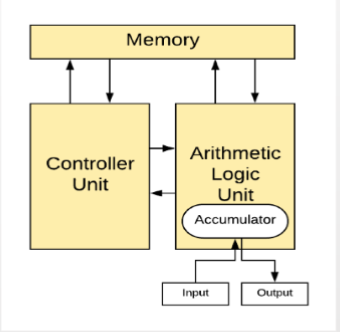 Memory
Controller
Unit
Arithmetic
Logic
Unit
Accumulator
Input
Output